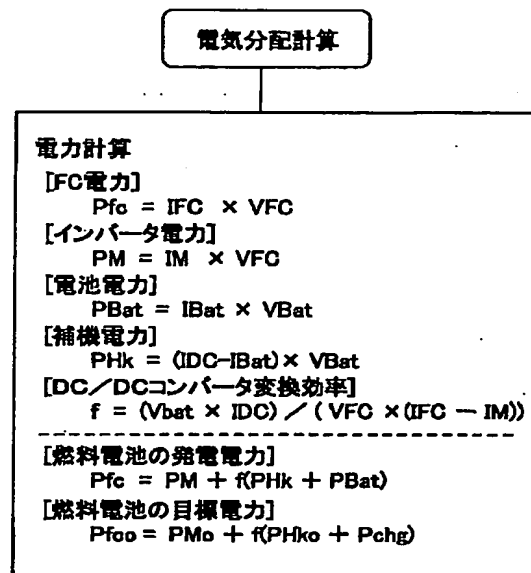 電気分配計算
電力計算
[FC電力]
Pfc = IFC × VFC
[インバータ電力]
PM = IM × VFC
[電池電力]
PBat = IBat × VBat
[補機電力]
PHk = (IDC-IBat)× VBat
[DC/DCコンバータ変換効率]
f = (Vbat × IDC) / ( VFC ×(IFC - IM))
[燃料電池の発電電力]
Pfc = PM + f(PHk + PBat)
[燃料電池の目標電力]
Pfco = PMo + f(PHko + Pchg)